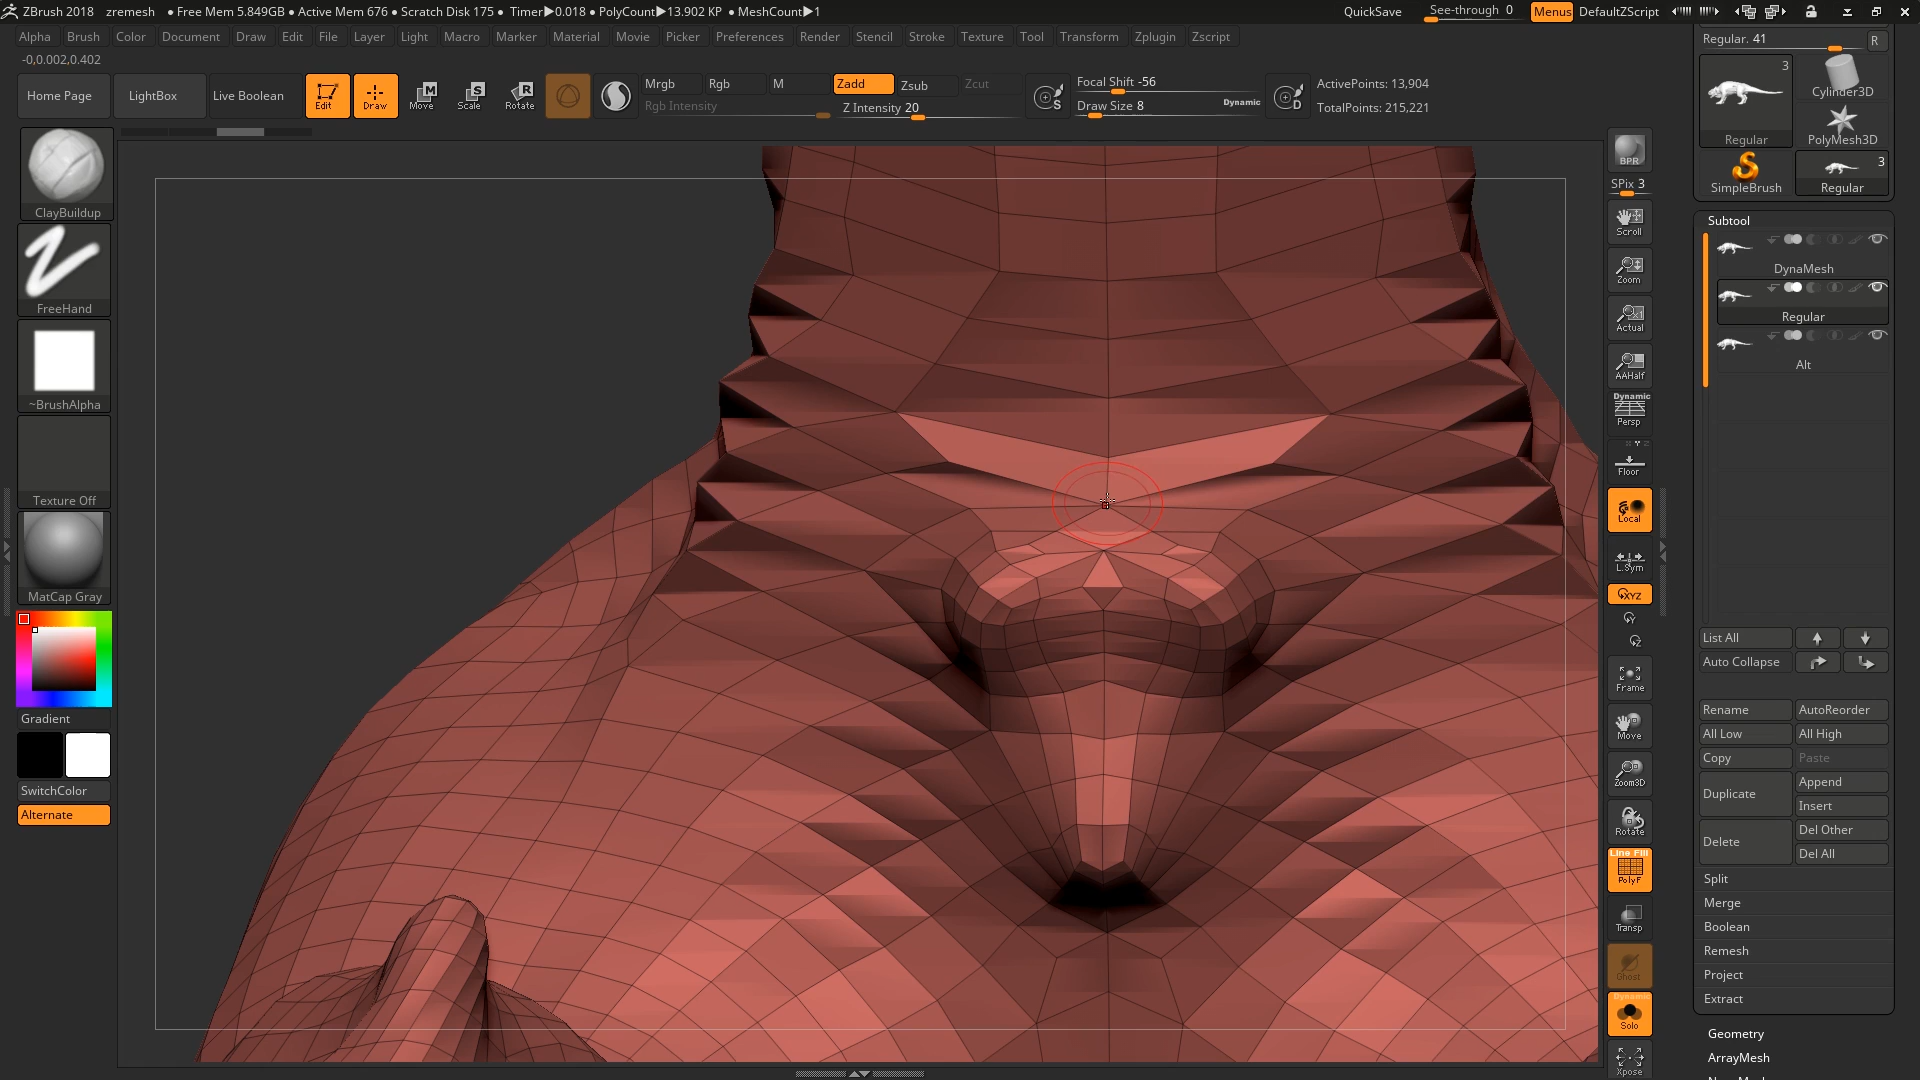 ZBrush 2018 zremesh • Free Mem 5.849GB • Active Mem 676 • Scratch Disk 175 • Timer▶0.018 • PolyCount▶13.902 KP • MeshCount▶1 QuickSave See-through 0 Menus DefaultZScript
Alpha Brush Color Document Draw Edit File Layer Light Macro Marker Material Movie Picker Preferences Render Stencil Stroke Texture Tool Transform Zplugin Zscript
-0,0.002,0.402
Home Page
LightBox
Live Boolean
Edit
Draw
Move
Scale
Rotate
Mrgb Rgb M Zadd Zsub Zcut
Rgb Intensity
Z Intensity 20
S
Focal Shift -56
Draw Size 8
Dynamic
D
ActivePoints: 13,904
TotalPoints: 215,221
ClayBuildup
FreeHand
~BrushAlpha
Texture Off
MatCap Gray
Gradient
SwitchColor
Alternate
BPR
SPix 3
Scroll
Zoom
Actual
AAHalf
Dynamic
Persp
Floor
Local
L.Sym
XYZ
Y
Z
Frame
Move
Zoom3D
Rotate
Line Fill
PolyF
Transp
Ghost
Dynamic
Solo
Xpose
Regular. 41
R
3
Regular
Cylinder3D
PolyMesh3D
SimpleBrush
3
Regular
Subtool
DynaMesh
Regular
Alt
List All
Auto Collapse
Rename AutoReorder
All Low All High
Copy Paste
Duplicate Append
Insert
Delete Del Other
Del All
Split
Merge
Boolean
Remesh
Project
Extract
Geometry
ArrayMesh